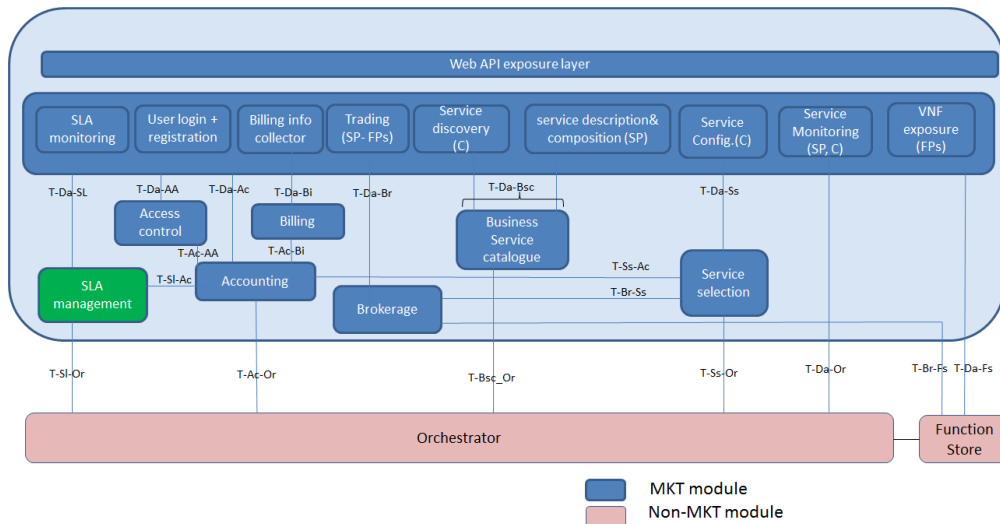 Web API exposure layer
SLA
monitoring
User login +
registration
Billing info
collector
Trading
(SP- FPs)
Service
discovery
(C)
service description&
composition (SP)
Service
Config.(C)
Service
Monitoring
(SP, C)
VNF
exposure
(FPs)
T-Da-SL
T-Da-AA
T-Da-Ac
T-Da-Bi
T-Da-Br
T-Da-Bsc
T-Da-Ss
Access
control
Billing
Business
Service
catalogue
T-Ac-AA
T-Ac-Bi
SLA
management
T-Sl-Ac
Accounting
Brokerage
T-Ss-Ac
T-Br-Ss
Service
selection
T-Sl-Or
T-Ac-Or
T-Bsc_Or
T-Ss-Or
T-Da-Or
T-Br-Fs
T-Da-Fs
Orchestrator
Function
Store
MKT module
Non-MKT module